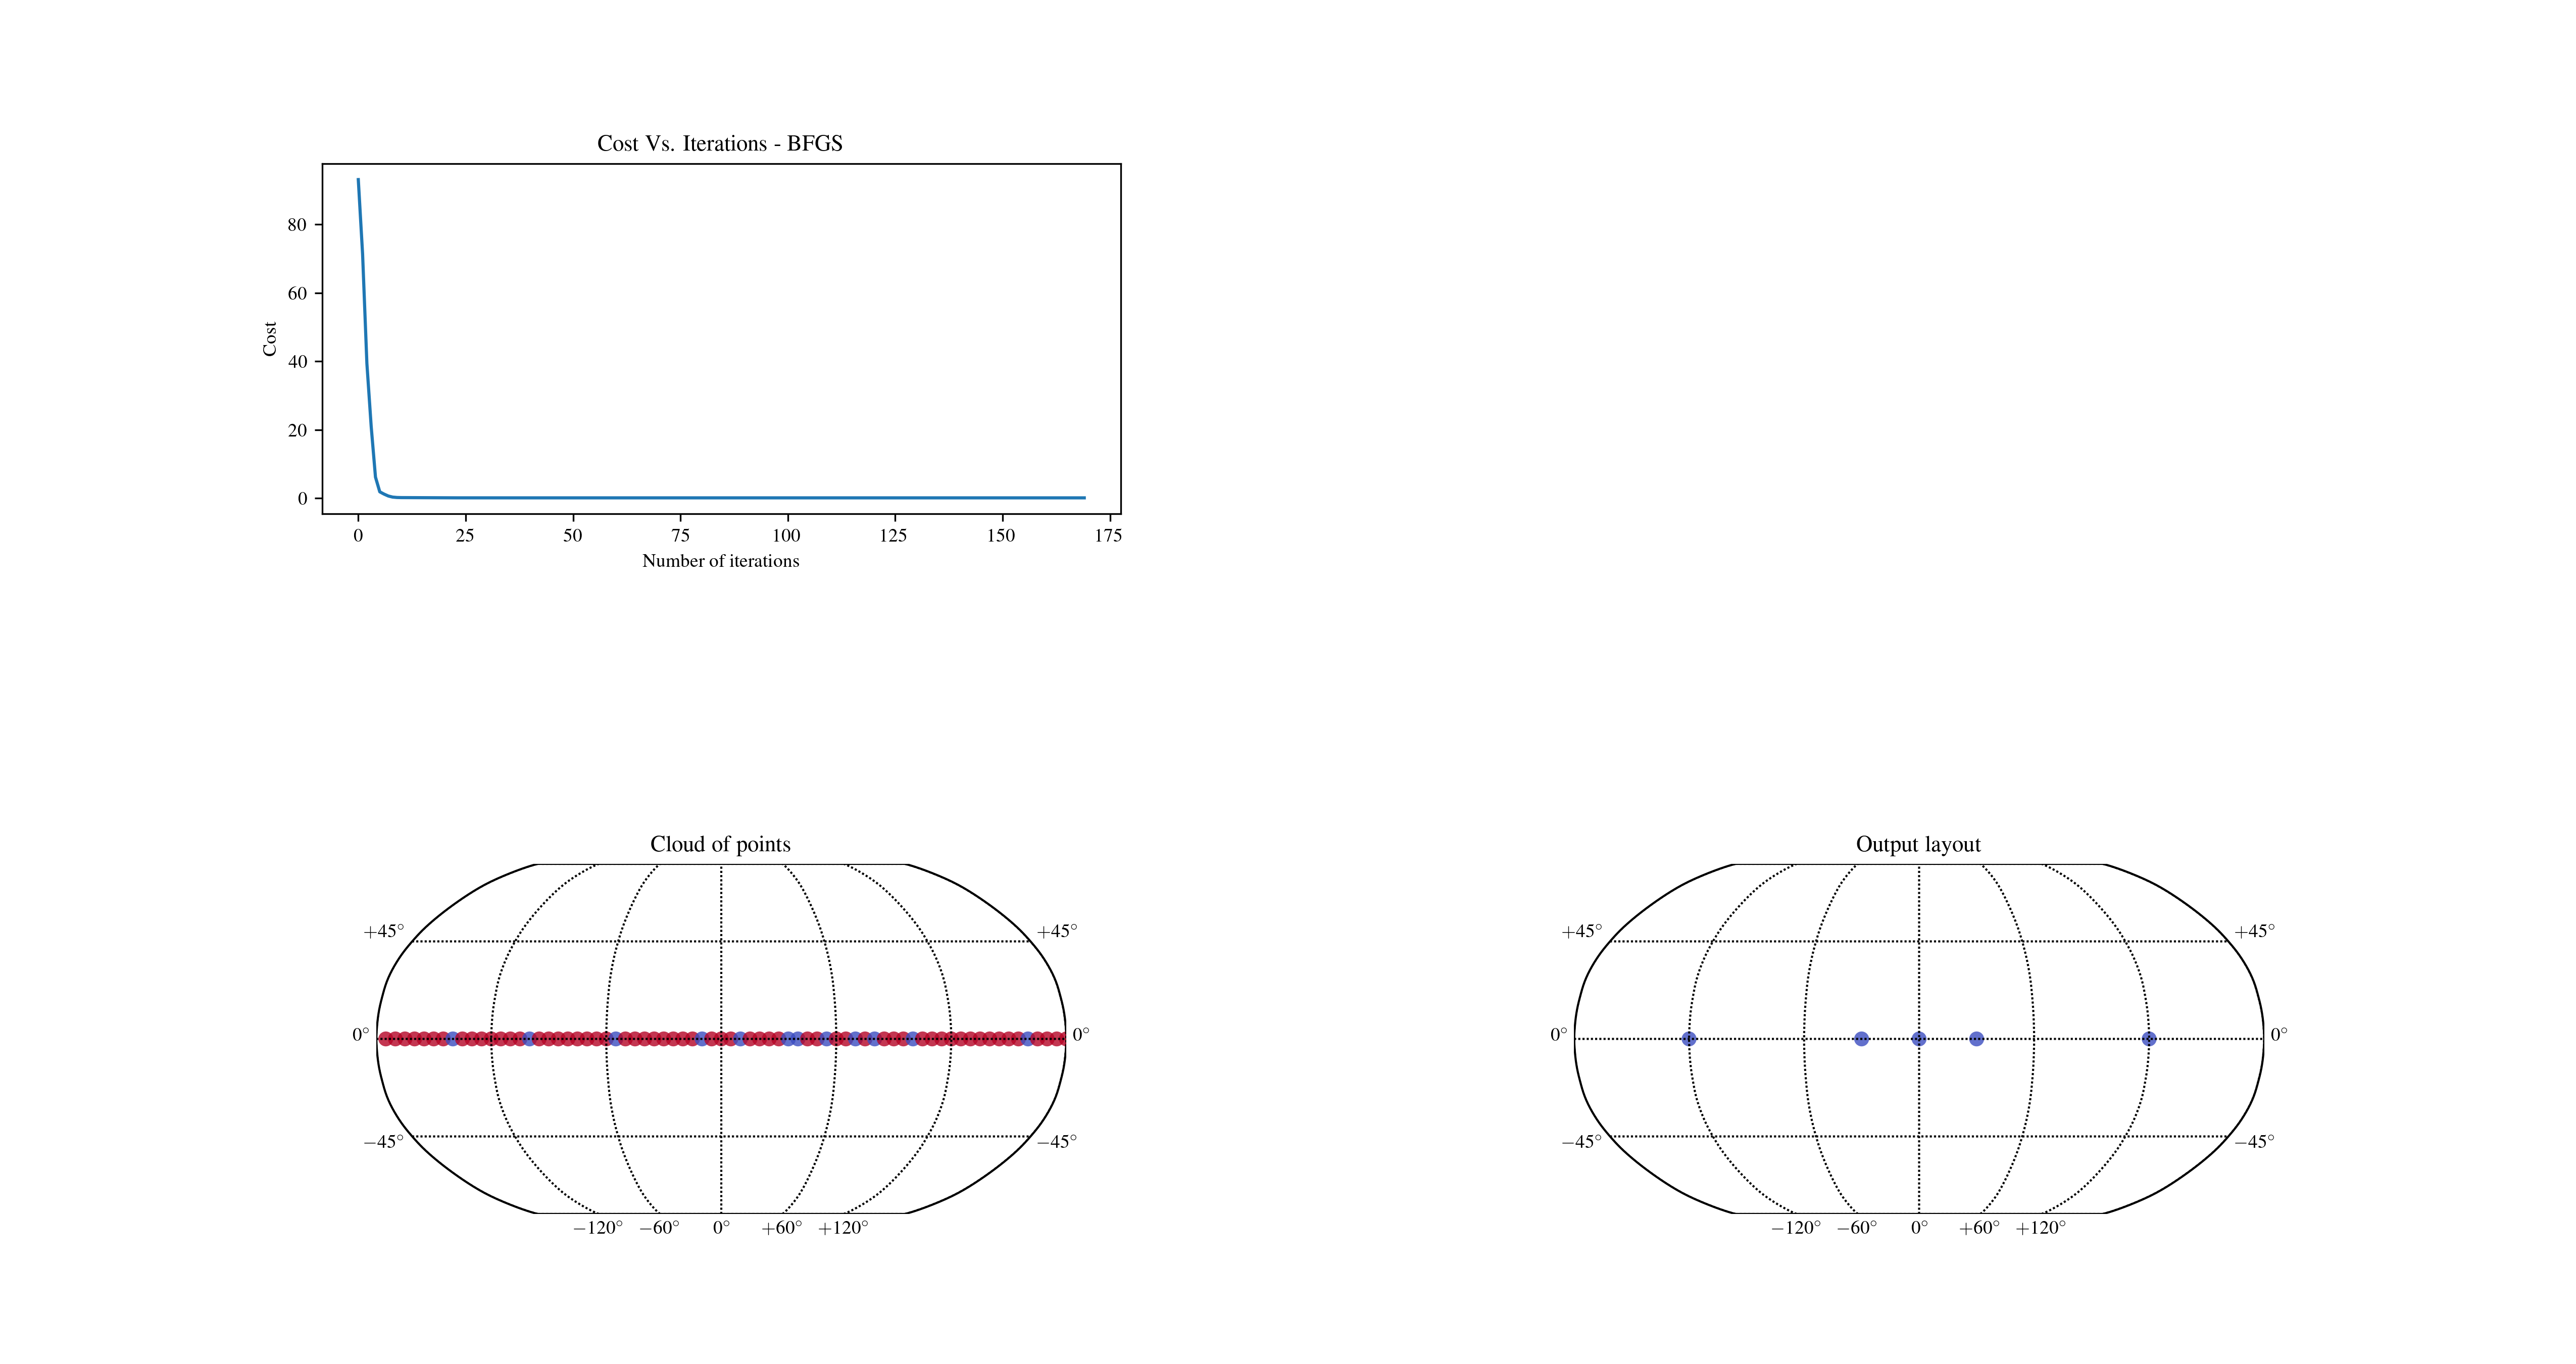 Cost Vs. Iterations - BFGS
80
60
40
20
0
Cost
0 25 50 75 100 125 150 175
Number of iterations
Cloud of points
+45° +45°
0° 0°
−45° −45°
−120° −60° 0° +60° +120°
Output layout
+45° +45°
0° 0°
−45° −45°
−120° −60° 0° +60° +120°